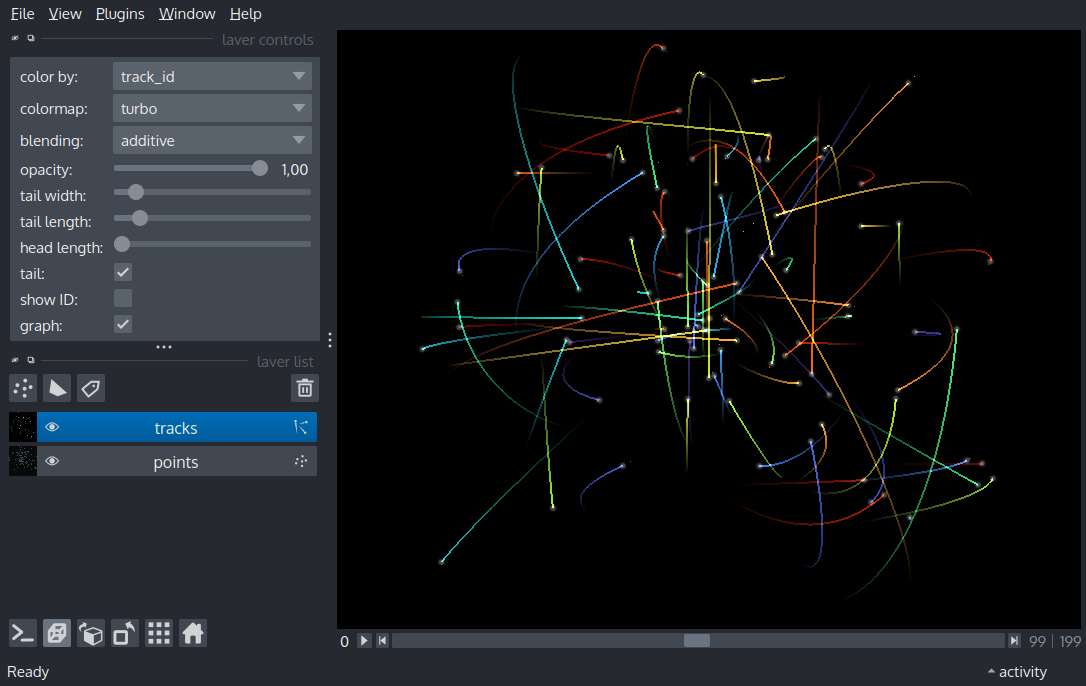 File View Plugins Window Help
layer controls
color by: track_id
colormap: turbo
blending: additive
opacity: 1,00
tail width:
tail length:
head length:
tail:
show ID:
graph:
layer list
tracks
points
0 99 | 199
Ready activity